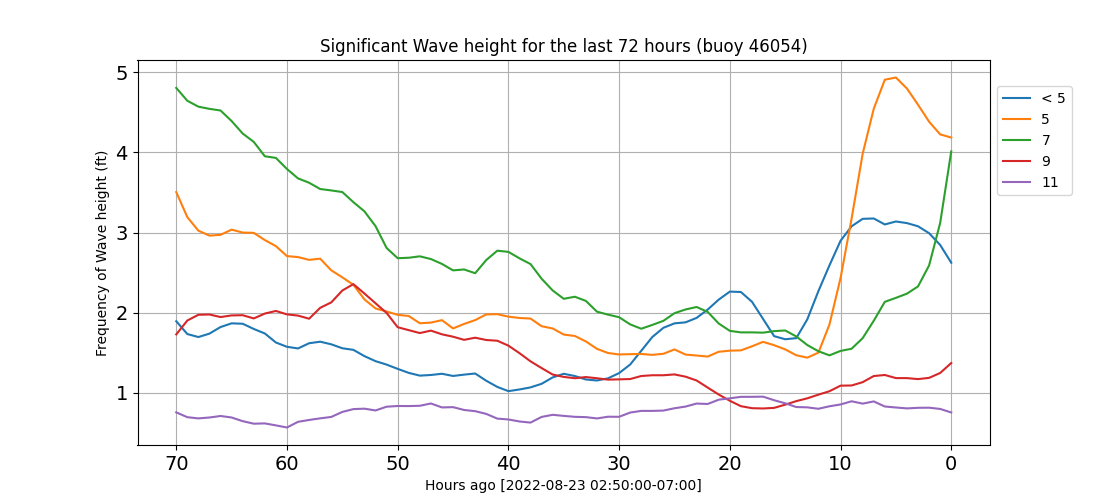 Significant Wave height for the last 72 hours (buoy 46054)
Frequency of Wave height (ft)
5
4
3
2
1
70 60 50 40 30 20 10 0
Hours ago [2022-08-23 02:50:00-07:00]
< 5
5
7
9
11